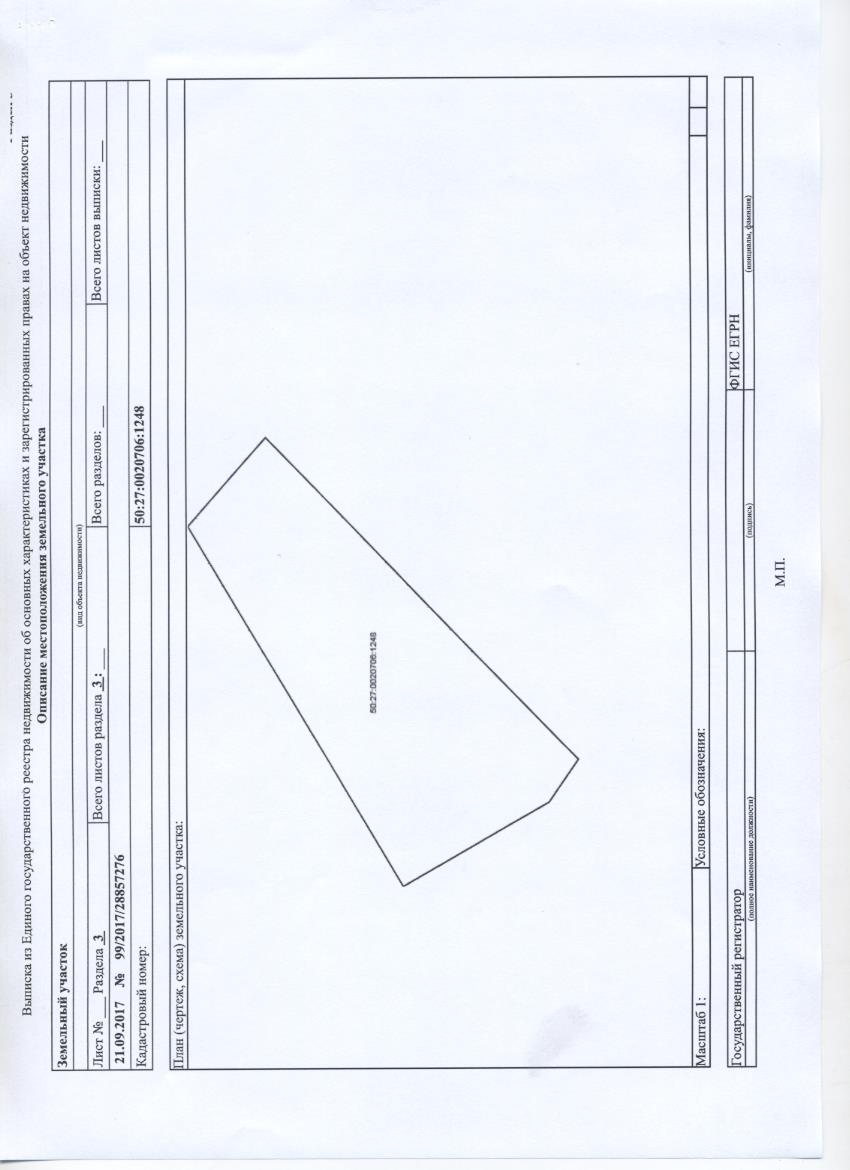 Выписка из Единого государственного реестра недвижимости об основных характеристиках и зарегистрированных правах на объект недвижимости
Описание местоположения земельного участка
Земельный участок
(вид объекта недвижимости)
Лист № ___ Раздела 3 Всего листов раздела 3 : ___ Всего разделов: ___ Всего листов выписки: ___
21.09.2017 № 99/2017/28857276
Кадастровый номер: 50:27:0020706:1248
План (чертеж, схема) земельного участка:
50:27:0020706:1248
Масштаб 1: Условные обозначения:
Государственный регистратор ФГИС ЕГРН
(полное наименование должности) (подпись) (инициалы, фамилия)
М.П.